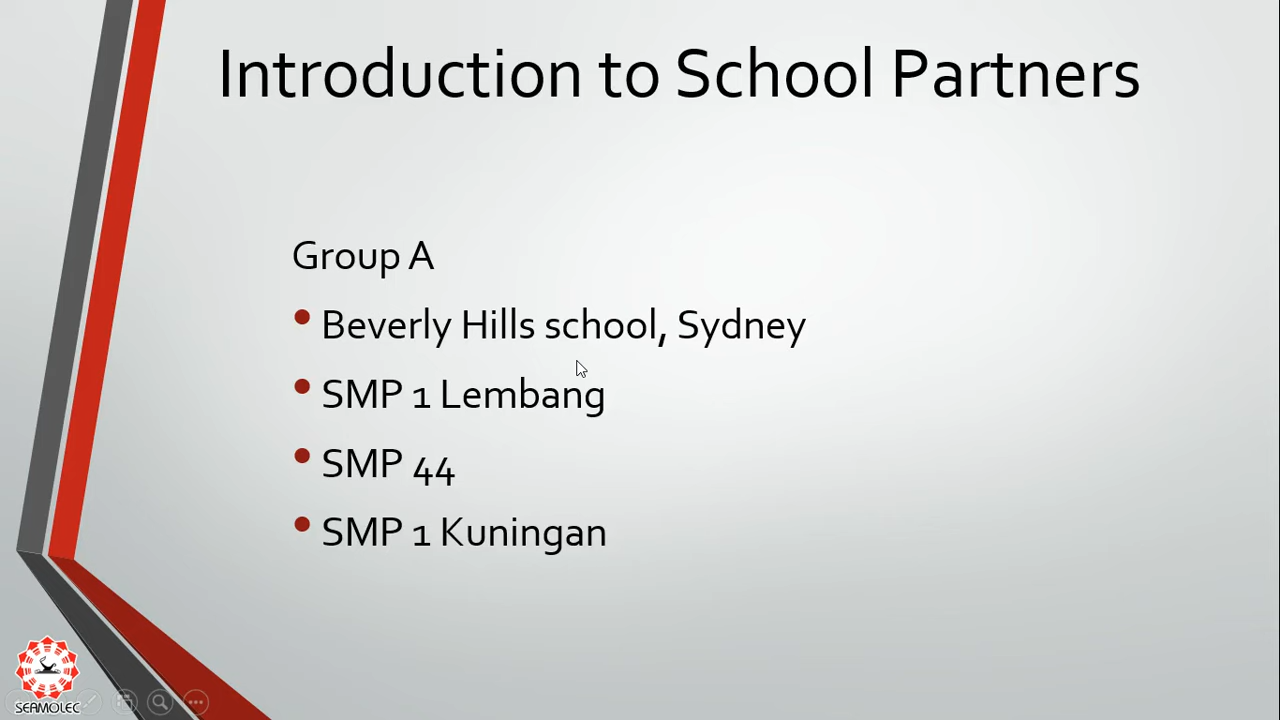 Introduction to School Partners
Group A
• Beverly Hills school, Sydney
• SMP 1 Lembang
• SMP 44
• SMP 1 Kuningan
SEAMOLEC